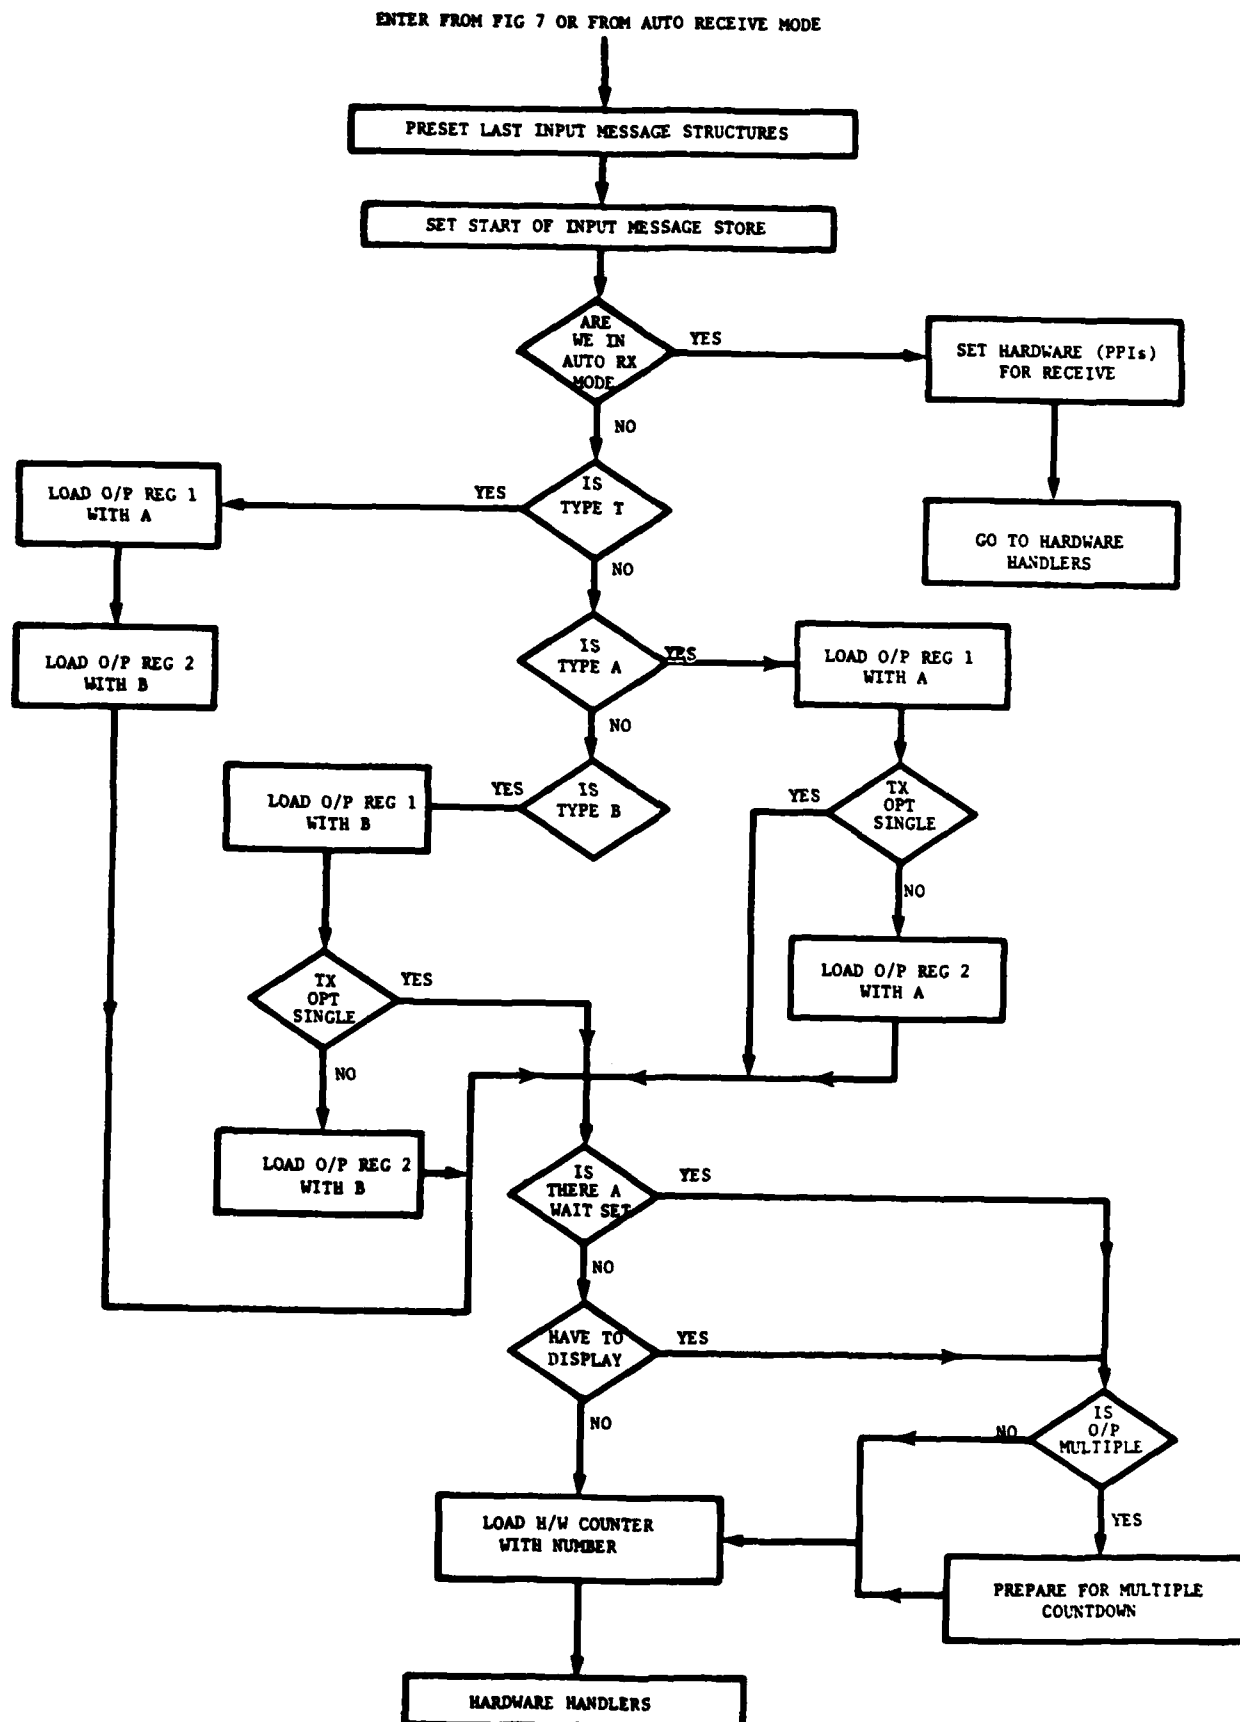 ENTER FROM FIG 7 OR FROM AUTO RECEIVE MODE
PRESET LAST INPUT MESSAGE STRUCTURES
SET START OF INPUT MESSAGE STORE
ARE
WE IN
AUTO RX
MODE
YES
SET HARDWARE (PPIs)
FOR RECEIVE
NO
GO TO HARDWARE
HANDLERS
IS
TYPE T
YES
LOAD O/P REG 1
WITH A
LOAD O/P REG 2
WITH B
NO
IS
TYPE A
YES
LOAD O/P REG 1
WITH A
NO
IS
TYPE B
YES
LOAD O/P REG 1
WITH B
TX
OPT
SINGLE
YES
NO
LOAD O/P REG 2
WITH A
TX
OPT
SINGLE
YES
NO
LOAD O/P REG 2
WITH B
IS
THERE A
WAIT SET
YES
NO
HAVE TO
DISPLAY
YES
NO
IS
O/P
MULTIPLE
NO
YES
LOAD H/W COUNTER
WITH NUMBER
PREPARE FOR MULTIPLE
COUNTDOWN
HARDWARE HANDLERS